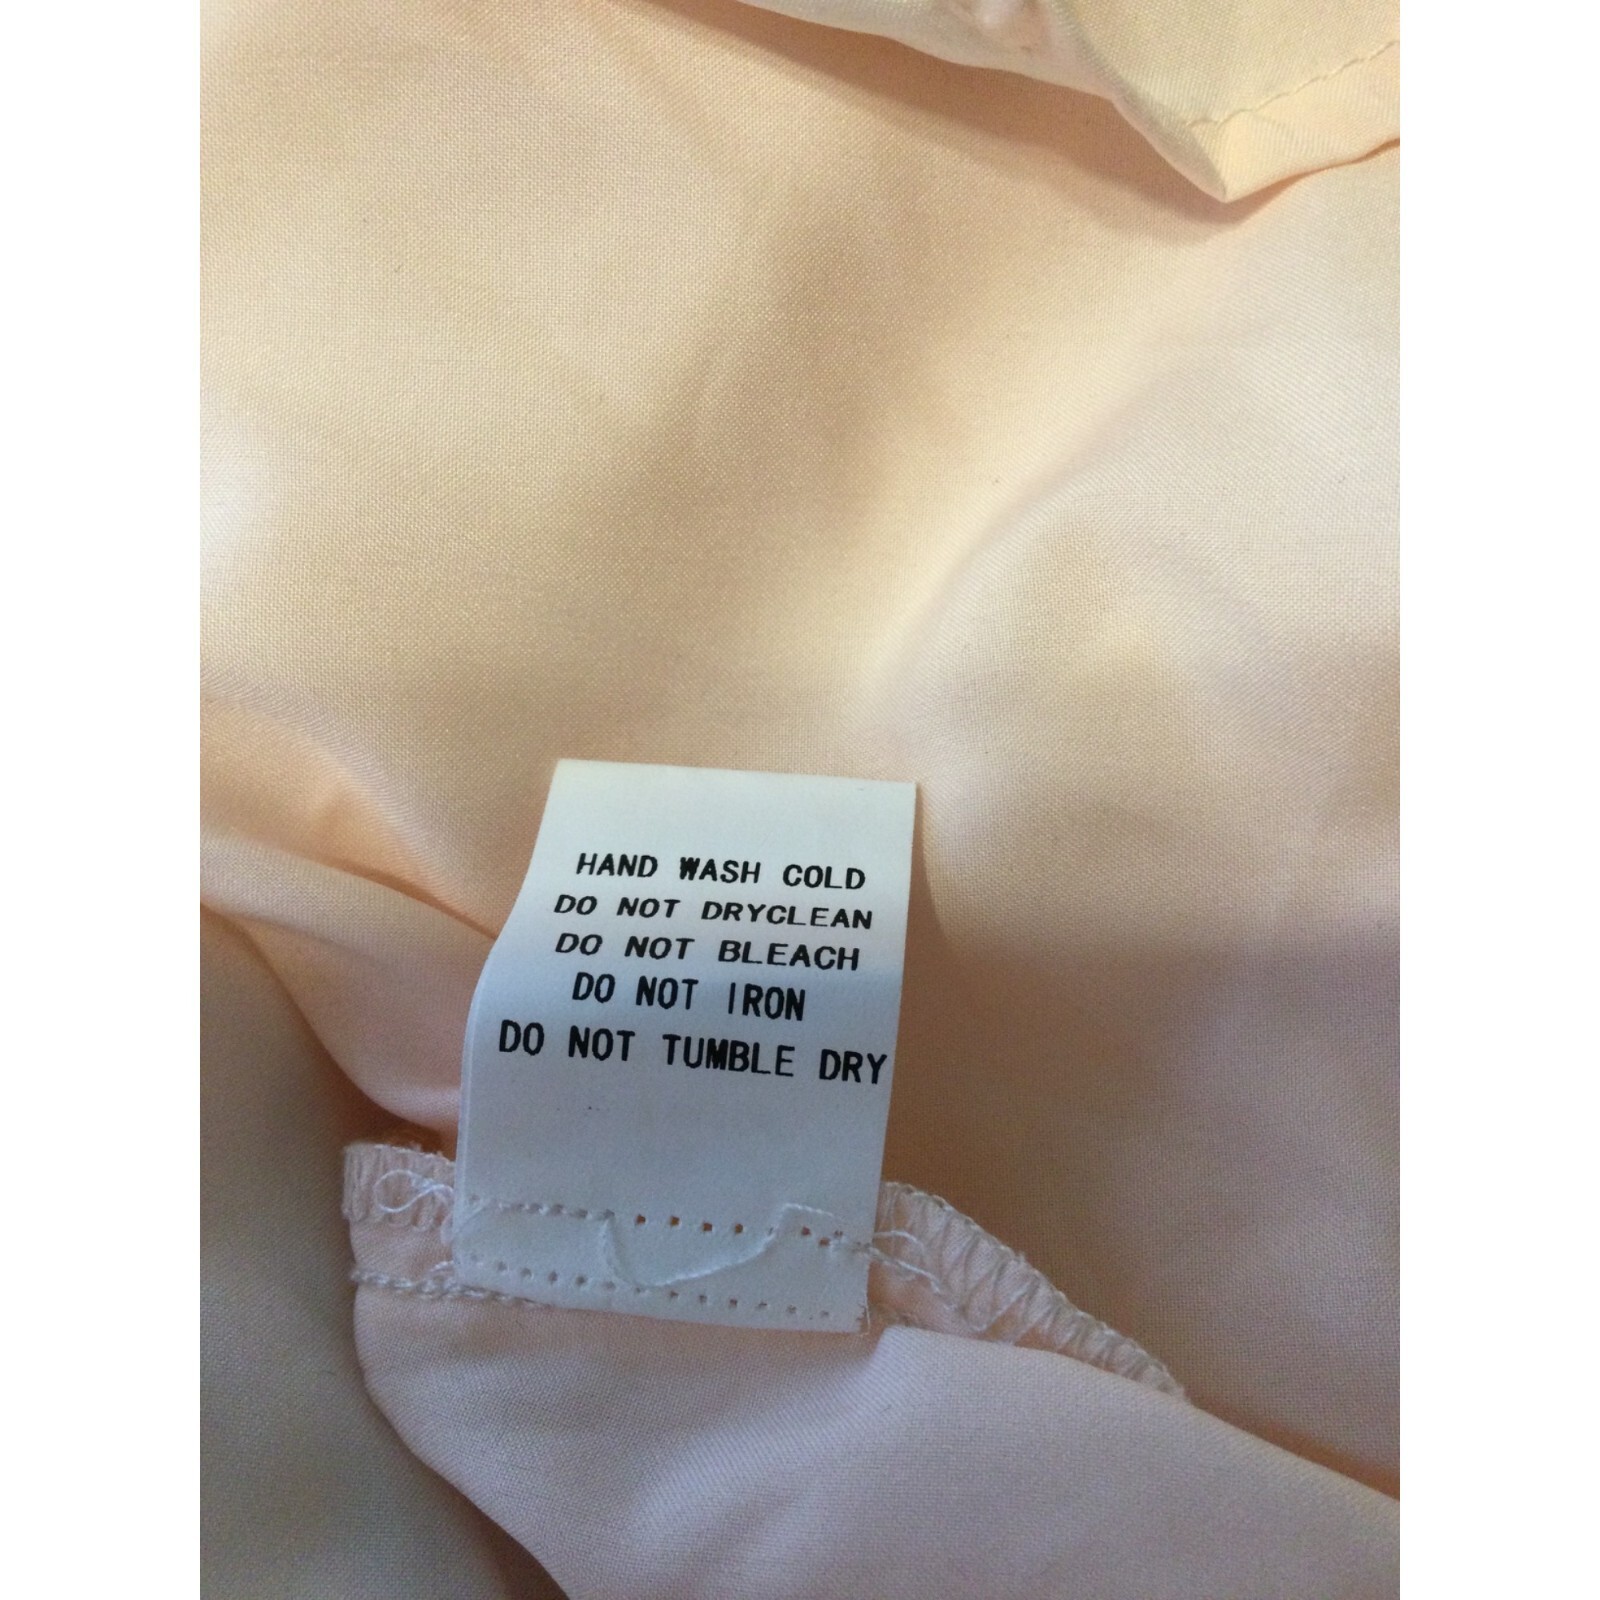 HAND WASH COLD
DO NOT DRYCLEAN
DO NOT BLEACH
DO NOT IRON
DO NOT TUMBLE DRY